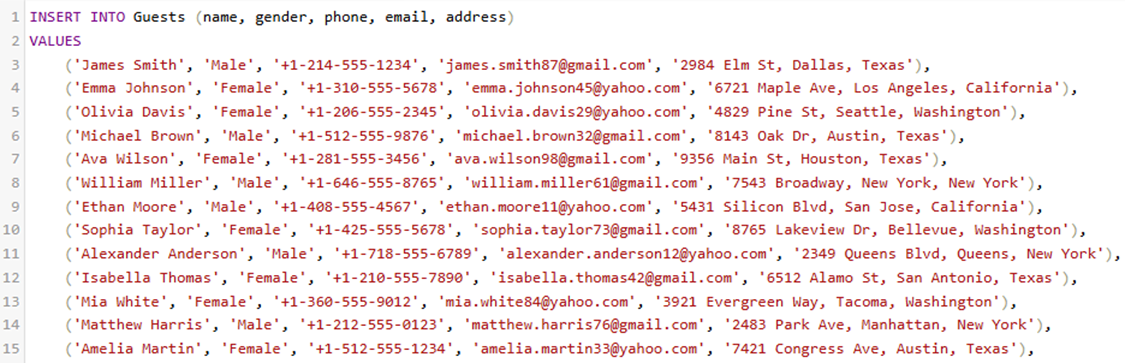 1 INSERT INTO Guests (name, gender, phone, email, address)
2 VALUES
3 ('James Smith', 'Male', '+1-214-555-1234', 'james.smith87@gmail.com', '2984 Elm St, Dallas, Texas'),
4 ('Emma Johnson', 'Female', '+1-310-555-5678', 'emma.johnson45@yahoo.com', '6721 Maple Ave, Los Angeles, California'),
5 ('Olivia Davis', 'Female', '+1-206-555-2345', 'olivia.davis29@yahoo.com', '4829 Pine St, Seattle, Washington'),
6 ('Michael Brown', 'Male', '+1-512-555-9876', 'michael.brown32@gmail.com', '8143 Oak Dr, Austin, Texas'),
7 ('Ava Wilson', 'Female', '+1-281-555-3456', 'ava.wilson98@gmail.com', '9356 Main St, Houston, Texas'),
8 ('William Miller', 'Male', '+1-646-555-8765', 'william.miller61@gmail.com', '7543 Broadway, New York, New York'),
9 ('Ethan Moore', 'Male', '+1-408-555-4567', 'ethan.moore11@yahoo.com', '5431 Silicon Blvd, San Jose, California'),
10 ('Sophia Taylor', 'Female', '+1-425-555-5678', 'sophia.taylor73@gmail.com', '8765 Lakeview Dr, Bellevue, Washington'),
11 ('Alexander Anderson', 'Male', '+1-718-555-6789', 'alexander.anderson12@yahoo.com', '2349 Queens Blvd, Queens, New York'),
12 ('Isabella Thomas', 'Female', '+1-210-555-7890', 'isabella.thomas42@gmail.com', '6512 Alamo St, San Antonio, Texas'),
13 ('Mia White', 'Female', '+1-360-555-9012', 'mia.white84@yahoo.com', '3921 Evergreen Way, Tacoma, Washington'),
14 ('Matthew Harris', 'Male', '+1-212-555-0123', 'matthew.harris76@gmail.com', '2483 Park Ave, Manhattan, New York'),
15 ('Amelia Martin', 'Female', '+1-512-555-1234', 'amelia.martin33@yahoo.com', '7421 Congress Ave, Austin, Texas'),